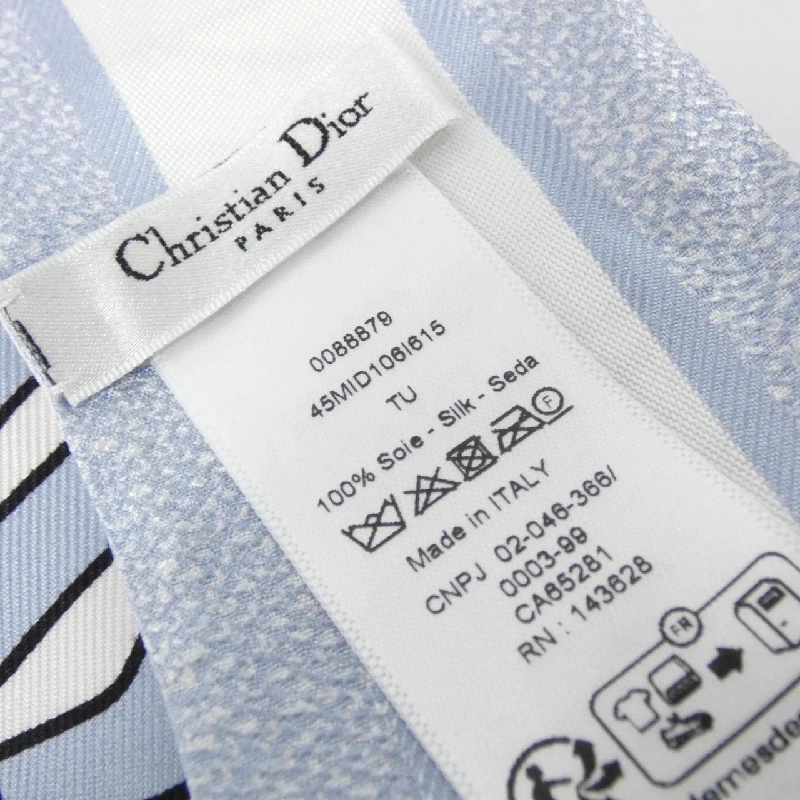 Christian Dior
PARIS
0088879
45MID106I615
TU
100% Soie - Silk - Seda
F
Made in ITALY
CNPJ 02-046-366/
0003-99
CA65281
RN : 143628
FR